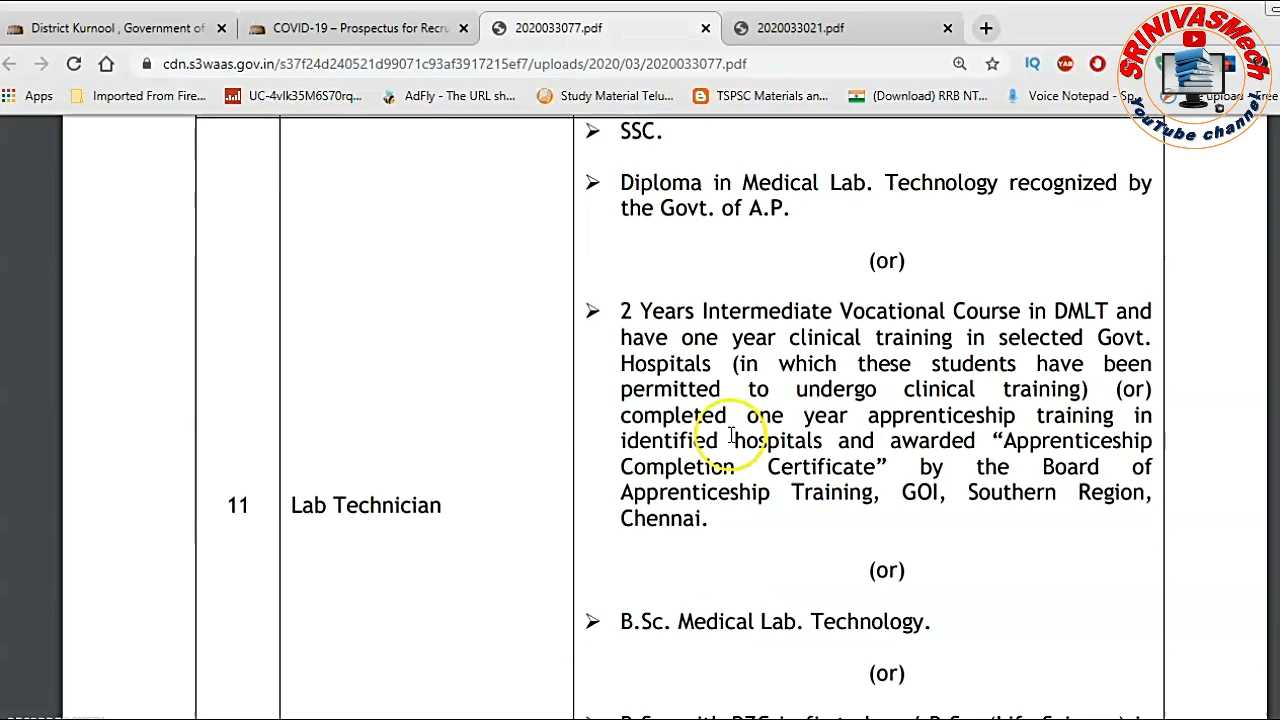 District Kurnool , Government of
COVID-19 – Prospectus for Recru
2020033077.pdf
2020033021.pdf
cdn.s3waas.gov.in/s37f24d240521d99071c93af3917215ef7/uploads/2020/03/2020033077.pdf
IQ
YAB
Apps
Imported From Fire...
UC-4vlk35M6S70rq...
AdFly - The
Study Material Telu...
TSPSC Materials an...
(Download) RRB NT...
Voice Notepad - Sp
Free
SRINIVASMech
YouTube channel
SSC.
Diploma in Medical Lab. Technology recognized by
the Govt. of A.P.
(or)
2 Years Intermediate Vocational Course in DMLT and
have one year clinical training in selected Govt.
Hospitals (in which these students have been
permitted to undergo clinical training) (or)
completed one year apprenticeship training in
identified hospitals and awarded “Apprenticeship
Completion Certificate” by the Board of
Apprenticeship Training, GOI, Southern Region,
Chennai.
11
Lab Technician
(or)
B.Sc. Medical Lab. Technology.
(or)